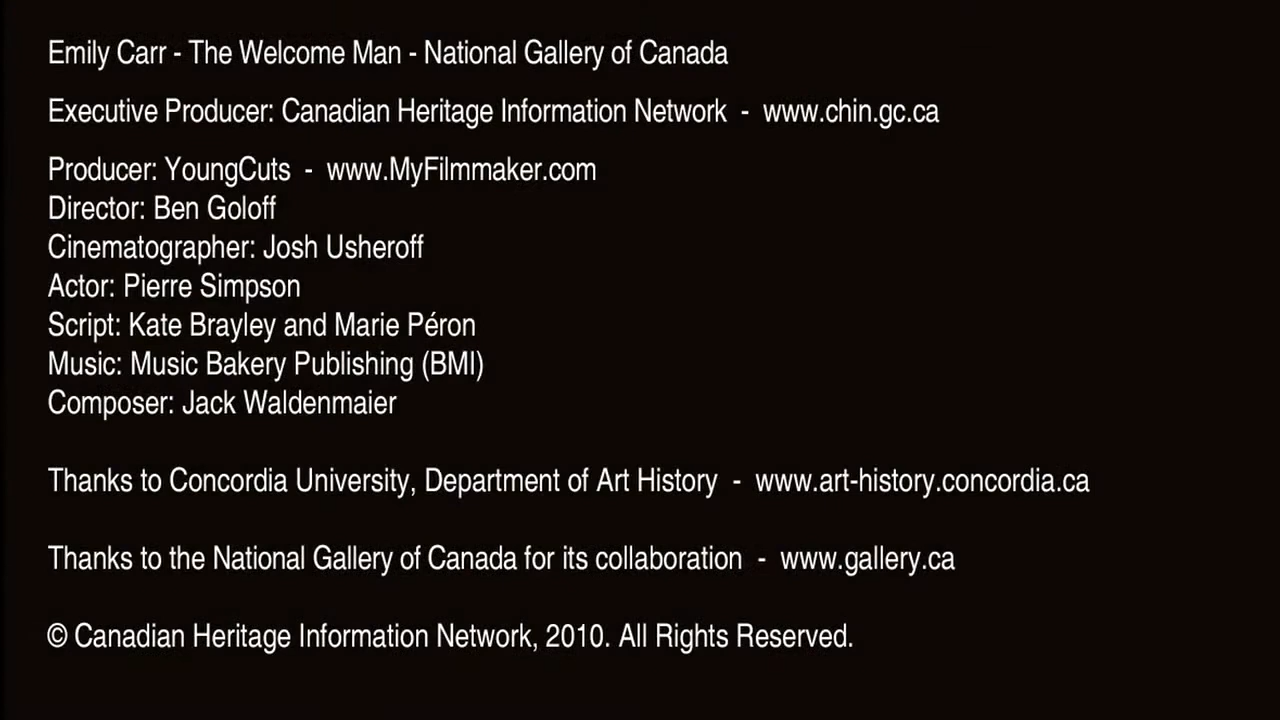 Emily Carr - The Welcome Man - National Gallery of Canada
Executive Producer: Canadian Heritage Information Network - www.chin.gc.ca
Producer: YoungCuts - www.MyFilmmaker.com
Director: Ben Goloff
Cinematographer: Josh Usheroff
Actor: Pierre Simpson
Script: Kate Brayley and Marie Péron
Music: Music Bakery Publishing (BMI)
Composer: Jack Waldenmaier
Thanks to Concordia University, Department of Art History - www.art-history.concordia.ca
Thanks to the National Gallery of Canada for its collaboration - www.gallery.ca
© Canadian Heritage Information Network, 2010. All Rights Reserved.